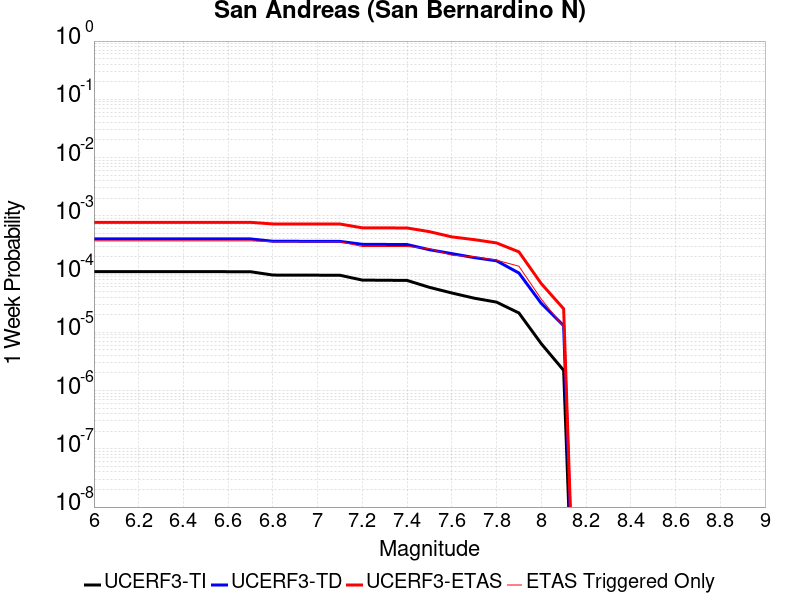 San Andreas (San Bernardino N)
10^0
10^-1
10^-2
10^-3
10^-4
10^-5
10^-6
10^-7
10^-8
1 Week Probability
6 6.2 6.4 6.6 6.8 7 7.2 7.4 7.6 7.8 8 8.2 8.4 8.6 8.8 9
Magnitude
UCERF3-TI UCERF3-TD UCERF3-ETAS ETAS Triggered Only